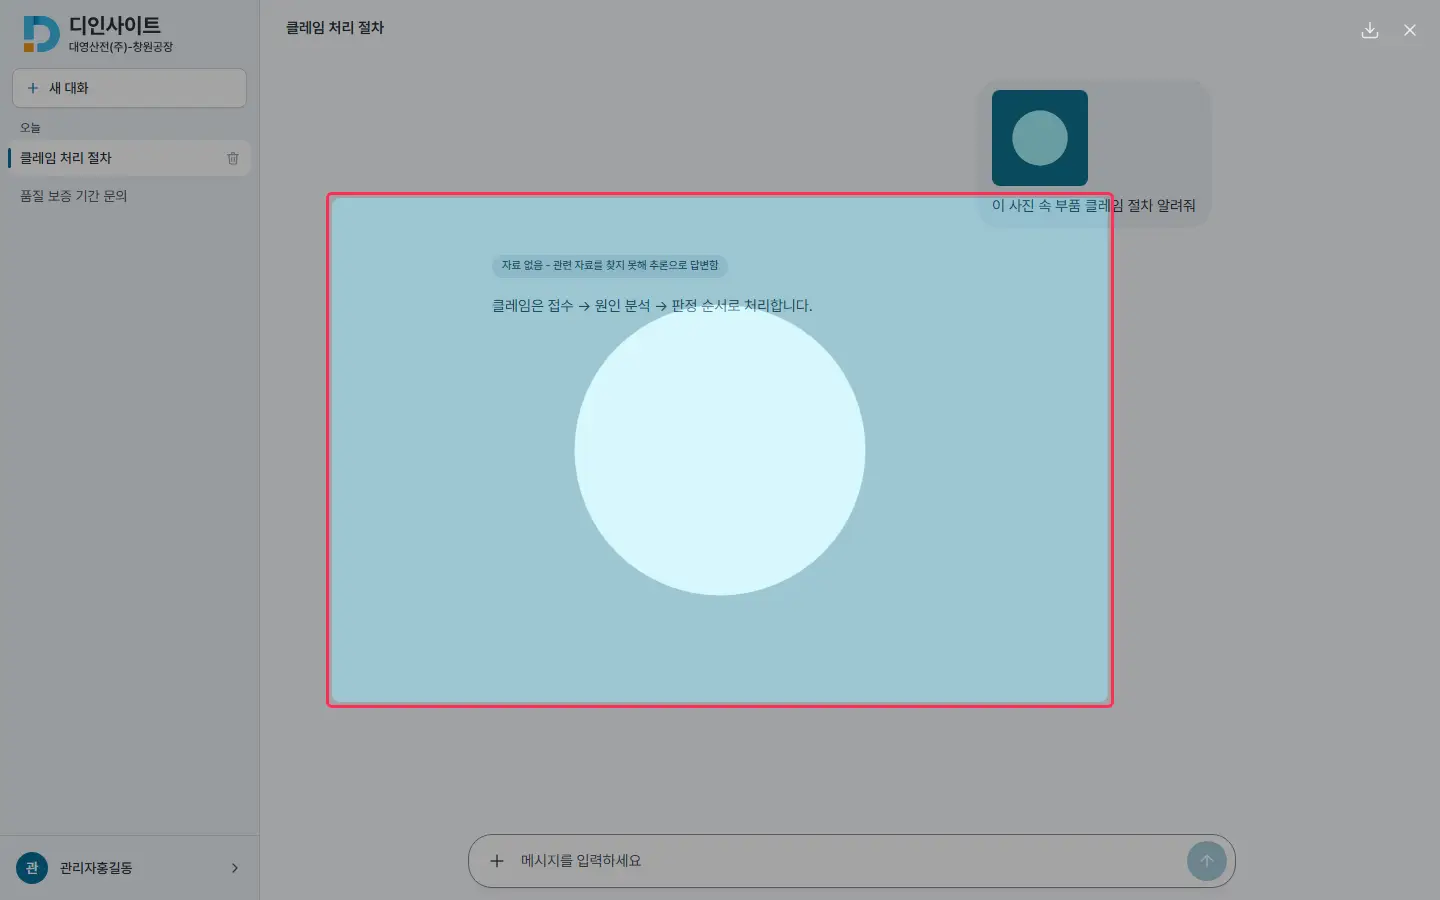 디인사이트
대영산전(주)-창원공장
+ 새 대화
오늘
클레임 처리 절차
품질 보증 기간 문의
관 관리자홍길동
클레임 처리 절차
이 사진 속 부품 클레임 절차 알려줘
자료 없음 - 관련 자료를 찾지 못해 추론으로 답변함
클레임은 접수 → 원인 분석 → 판정 순서로 처리합니다.
메시지를 입력하세요